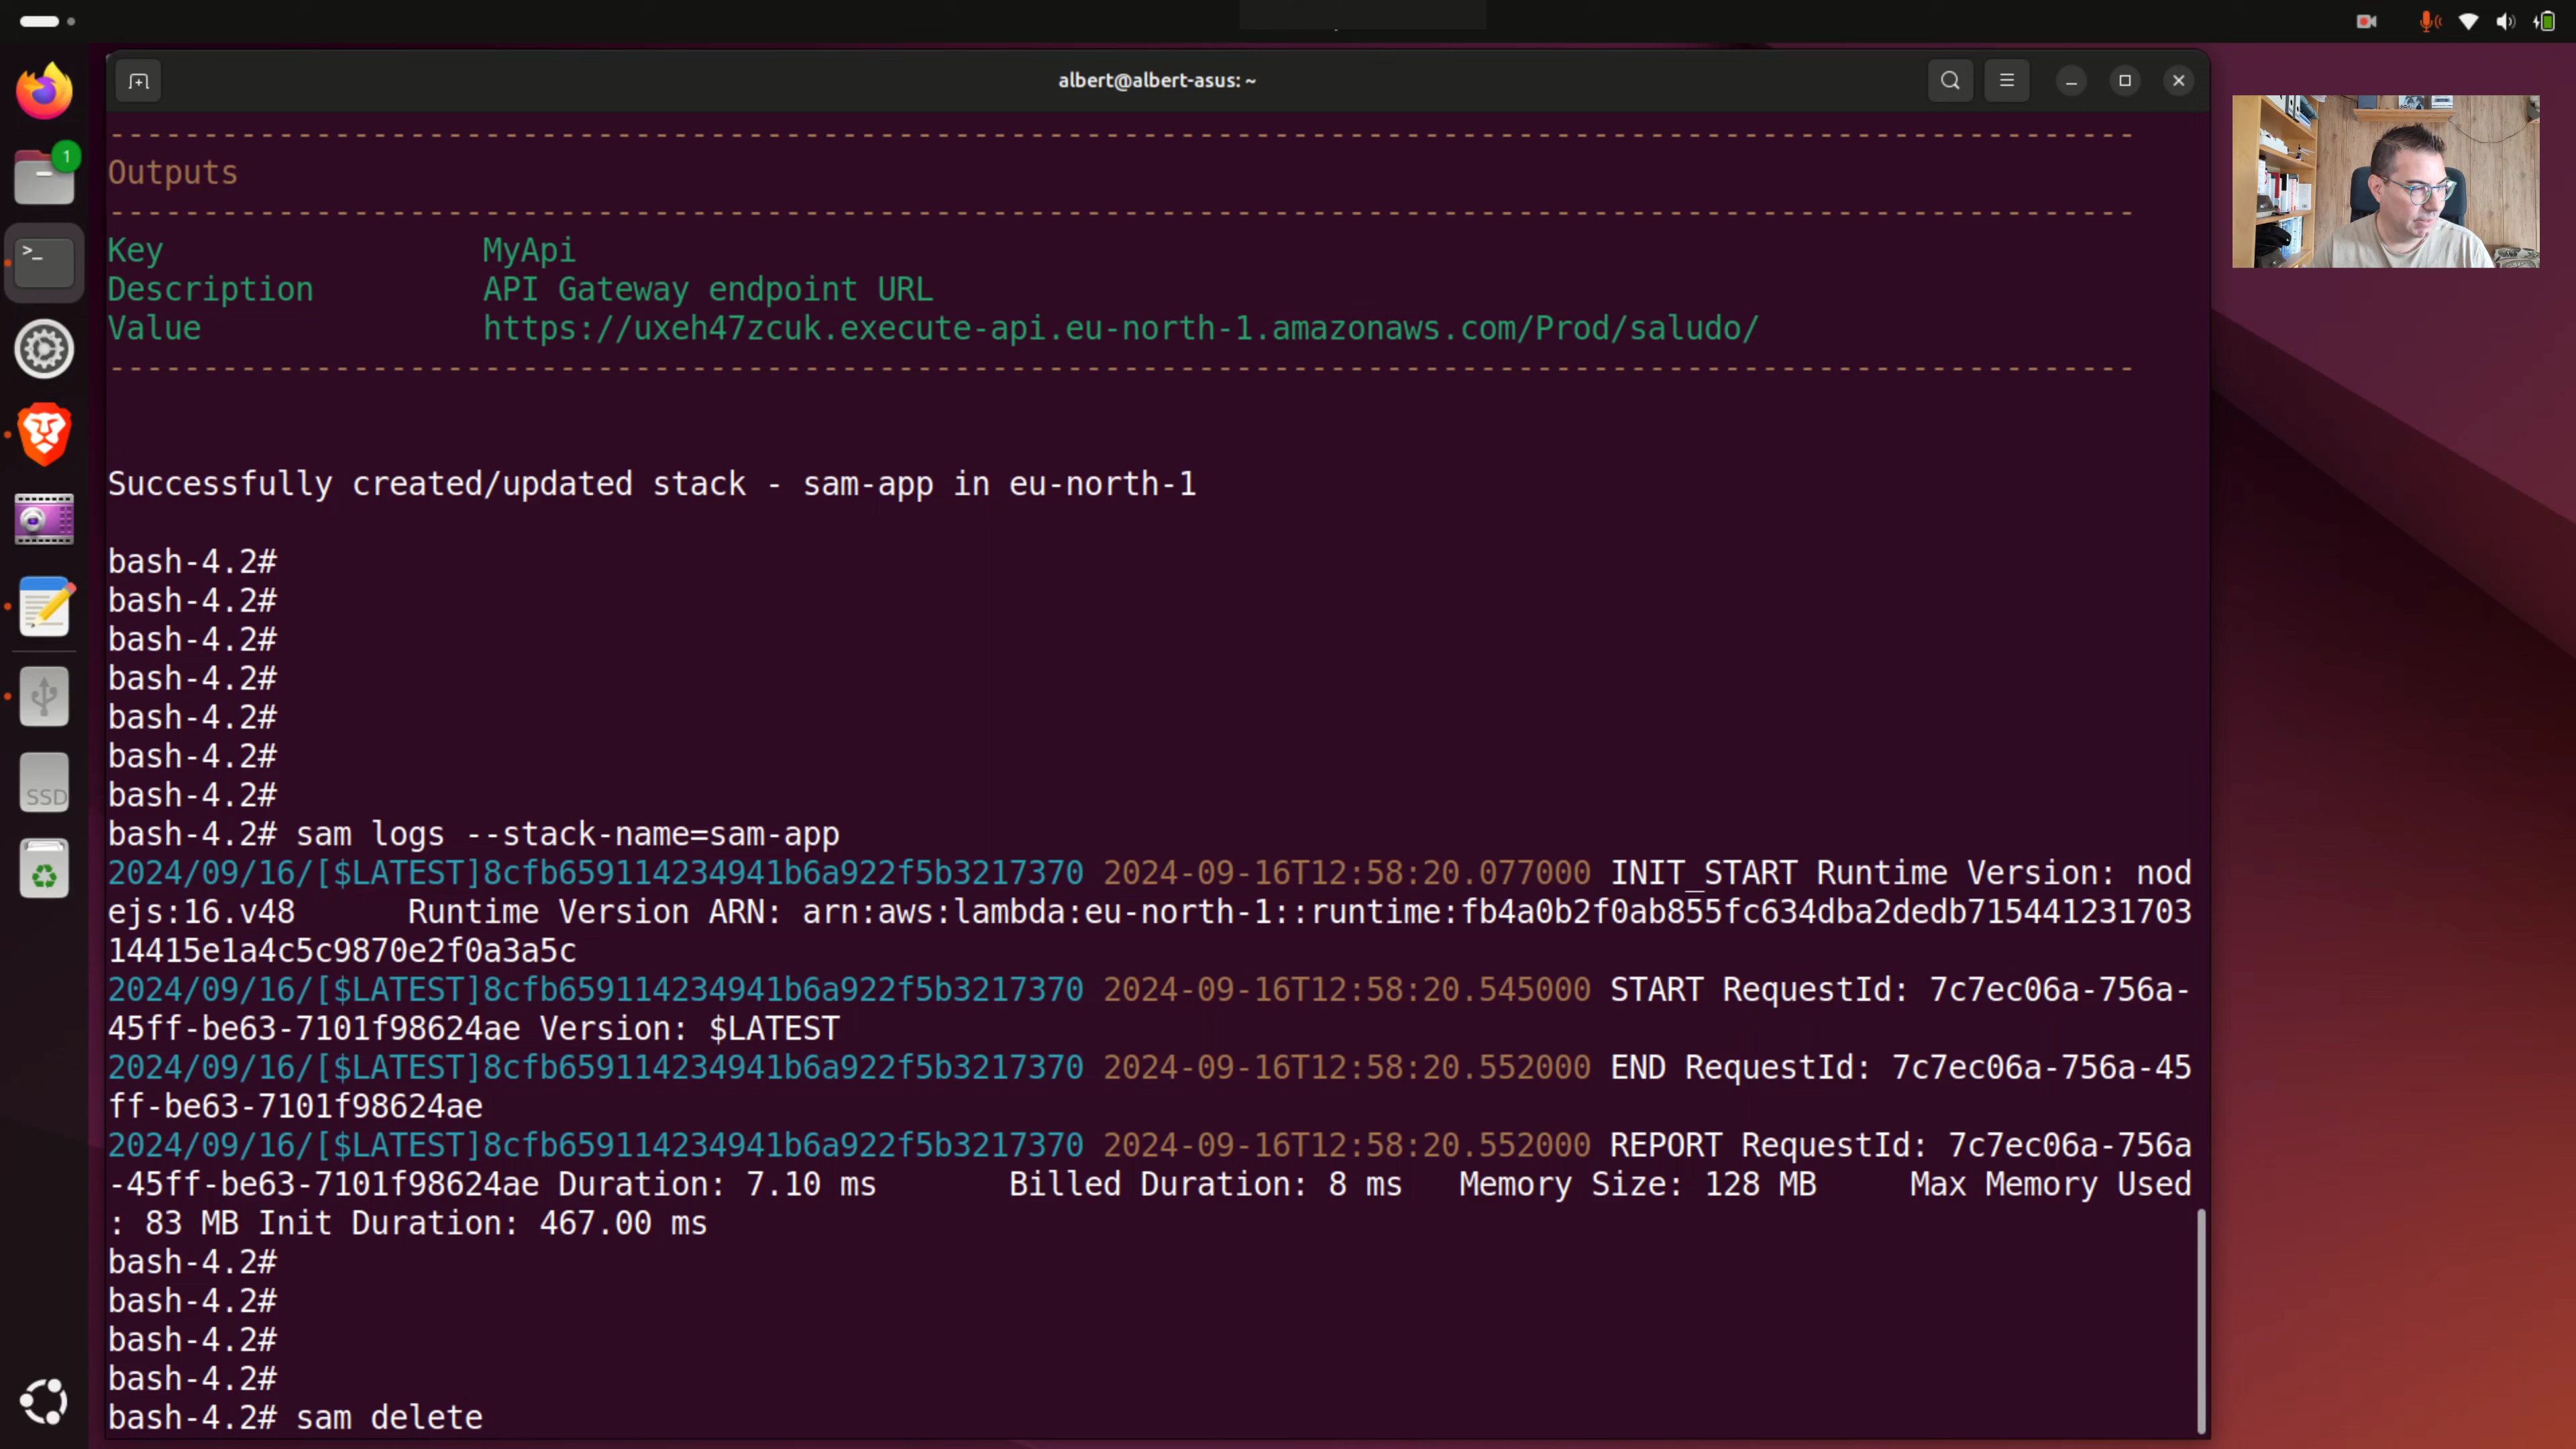 albert@albert-asus: ~
1
Outputs
Key MyApi
Description API Gateway endpoint URL
Value https://uxeh47zcuk.execute-api.eu-north-1.amazonaws.com/Prod/saludo/
Successfully created/updated stack - sam-app in eu-north-1
bash-4.2#
bash-4.2#
bash-4.2#
bash-4.2#
bash-4.2#
bash-4.2#
bash-4.2#
bash-4.2# sam logs --stack-name=sam-app
2024/09/16/[$LATEST]8cfb659114234941b6a922f5b3217370 2024-09-16T12:58:20.077000 INIT_START Runtime Version: nod
ejs:16.v48 Runtime Version ARN: arn:aws:lambda:eu-north-1::runtime:fb4a0b2f0ab855fc634dba2dedb715441231703
14415e1a4c5c9870e2f0a3a5c
2024/09/16/[$LATEST]8cfb659114234941b6a922f5b3217370 2024-09-16T12:58:20.545000 START RequestId: 7c7ec06a-756a-
45ff-be63-7101f98624ae Version: $LATEST
2024/09/16/[$LATEST]8cfb659114234941b6a922f5b3217370 2024-09-16T12:58:20.552000 END RequestId: 7c7ec06a-756a-45
ff-be63-7101f98624ae
2024/09/16/[$LATEST]8cfb659114234941b6a922f5b3217370 2024-09-16T12:58:20.552000 REPORT RequestId: 7c7ec06a-756a
-45ff-be63-7101f98624ae Duration: 7.10 ms Billed Duration: 8 ms Memory Size: 128 MB Max Memory Used
: 83 MB Init Duration: 467.00 ms
bash-4.2#
bash-4.2#
bash-4.2#
bash-4.2#
bash-4.2# sam delete
SSD